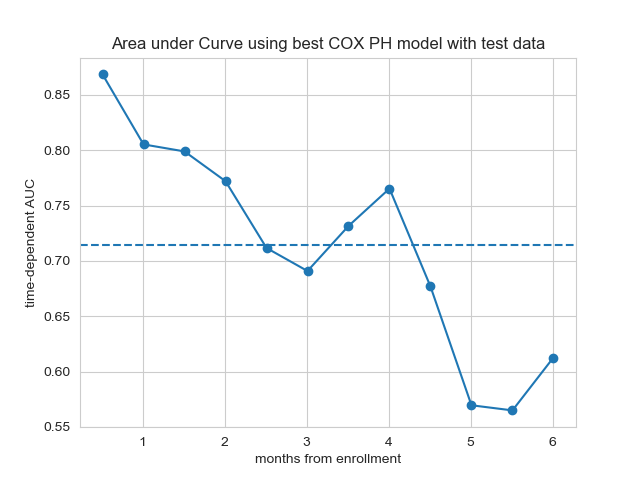 Area under Curve using best COX PH model with test data
time-dependent AUC
0.85
0.80
0.75
0.70
0.65
0.60
0.55
1 2 3 4 5 6
months from enrollment